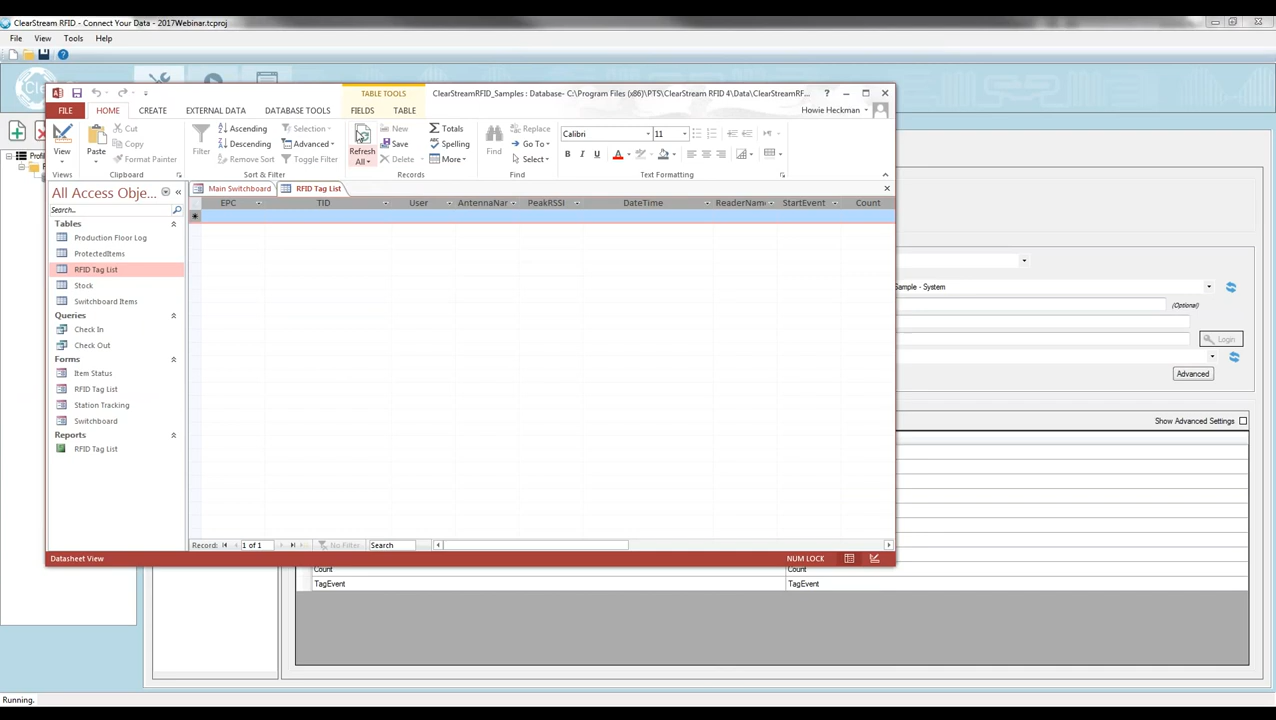 ClearStream RFID - Connect Your Data - 2017Webinar.tcproj
File View Tools Help
TABLE TOOLS
ClearStreamRFID_Samples : Database- C:\Program Files (x86)\PTS\ClearStream RFID 4\Data\ClearStreamRF...
FILE HOME CREATE EXTERNAL DATA DATABASE TOOLS FIELDS TABLE
Howie Heckman
View
Paste
Cut
Copy
Format Painter
Filter
Ascending
Descending
Remove Sort
Selection
Advanced
Toggle Filter
Refresh
All
New
Save
Delete
Totals
Spelling
More
Find
Replace
Go To
Select
Calibri 11
B I U
Views Clipboard Sort & Filter Records Find Text Formatting
All Access Obje...
Search...
Tables
Production Floor Log
ProtectedItems
RFID Tag List
Stock
Switchboard Items
Queries
Check In
Check Out
Forms
Item Status
RFID Tag List
Station Tracking
Switchboard
Reports
RFID Tag List
Main Switchboard RFID Tag List
EPC TID User AntennaNar PeakRSSI DateTime ReaderName StartEvent Count
Record: 1 of 1 No Filter Search
Datasheet View NUM LOCK
Profil
Sample - System
(Optional)
Login
Advanced
Show Advanced Settings
Count Count
TagEvent TagEvent
Running.